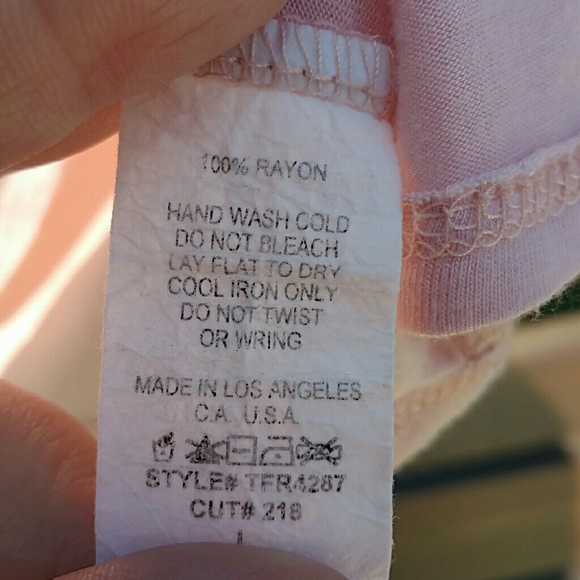 100% RAYON
HAND WASH COLD
DO NOT BLEACH
LAY FLAT TO DRY
COOL IRON ONLY
DO NOT TWIST
OR WRING
MADE IN LOS ANGELES
C.A. U.S.A.
STYLE# TFR4287
CUT# 218